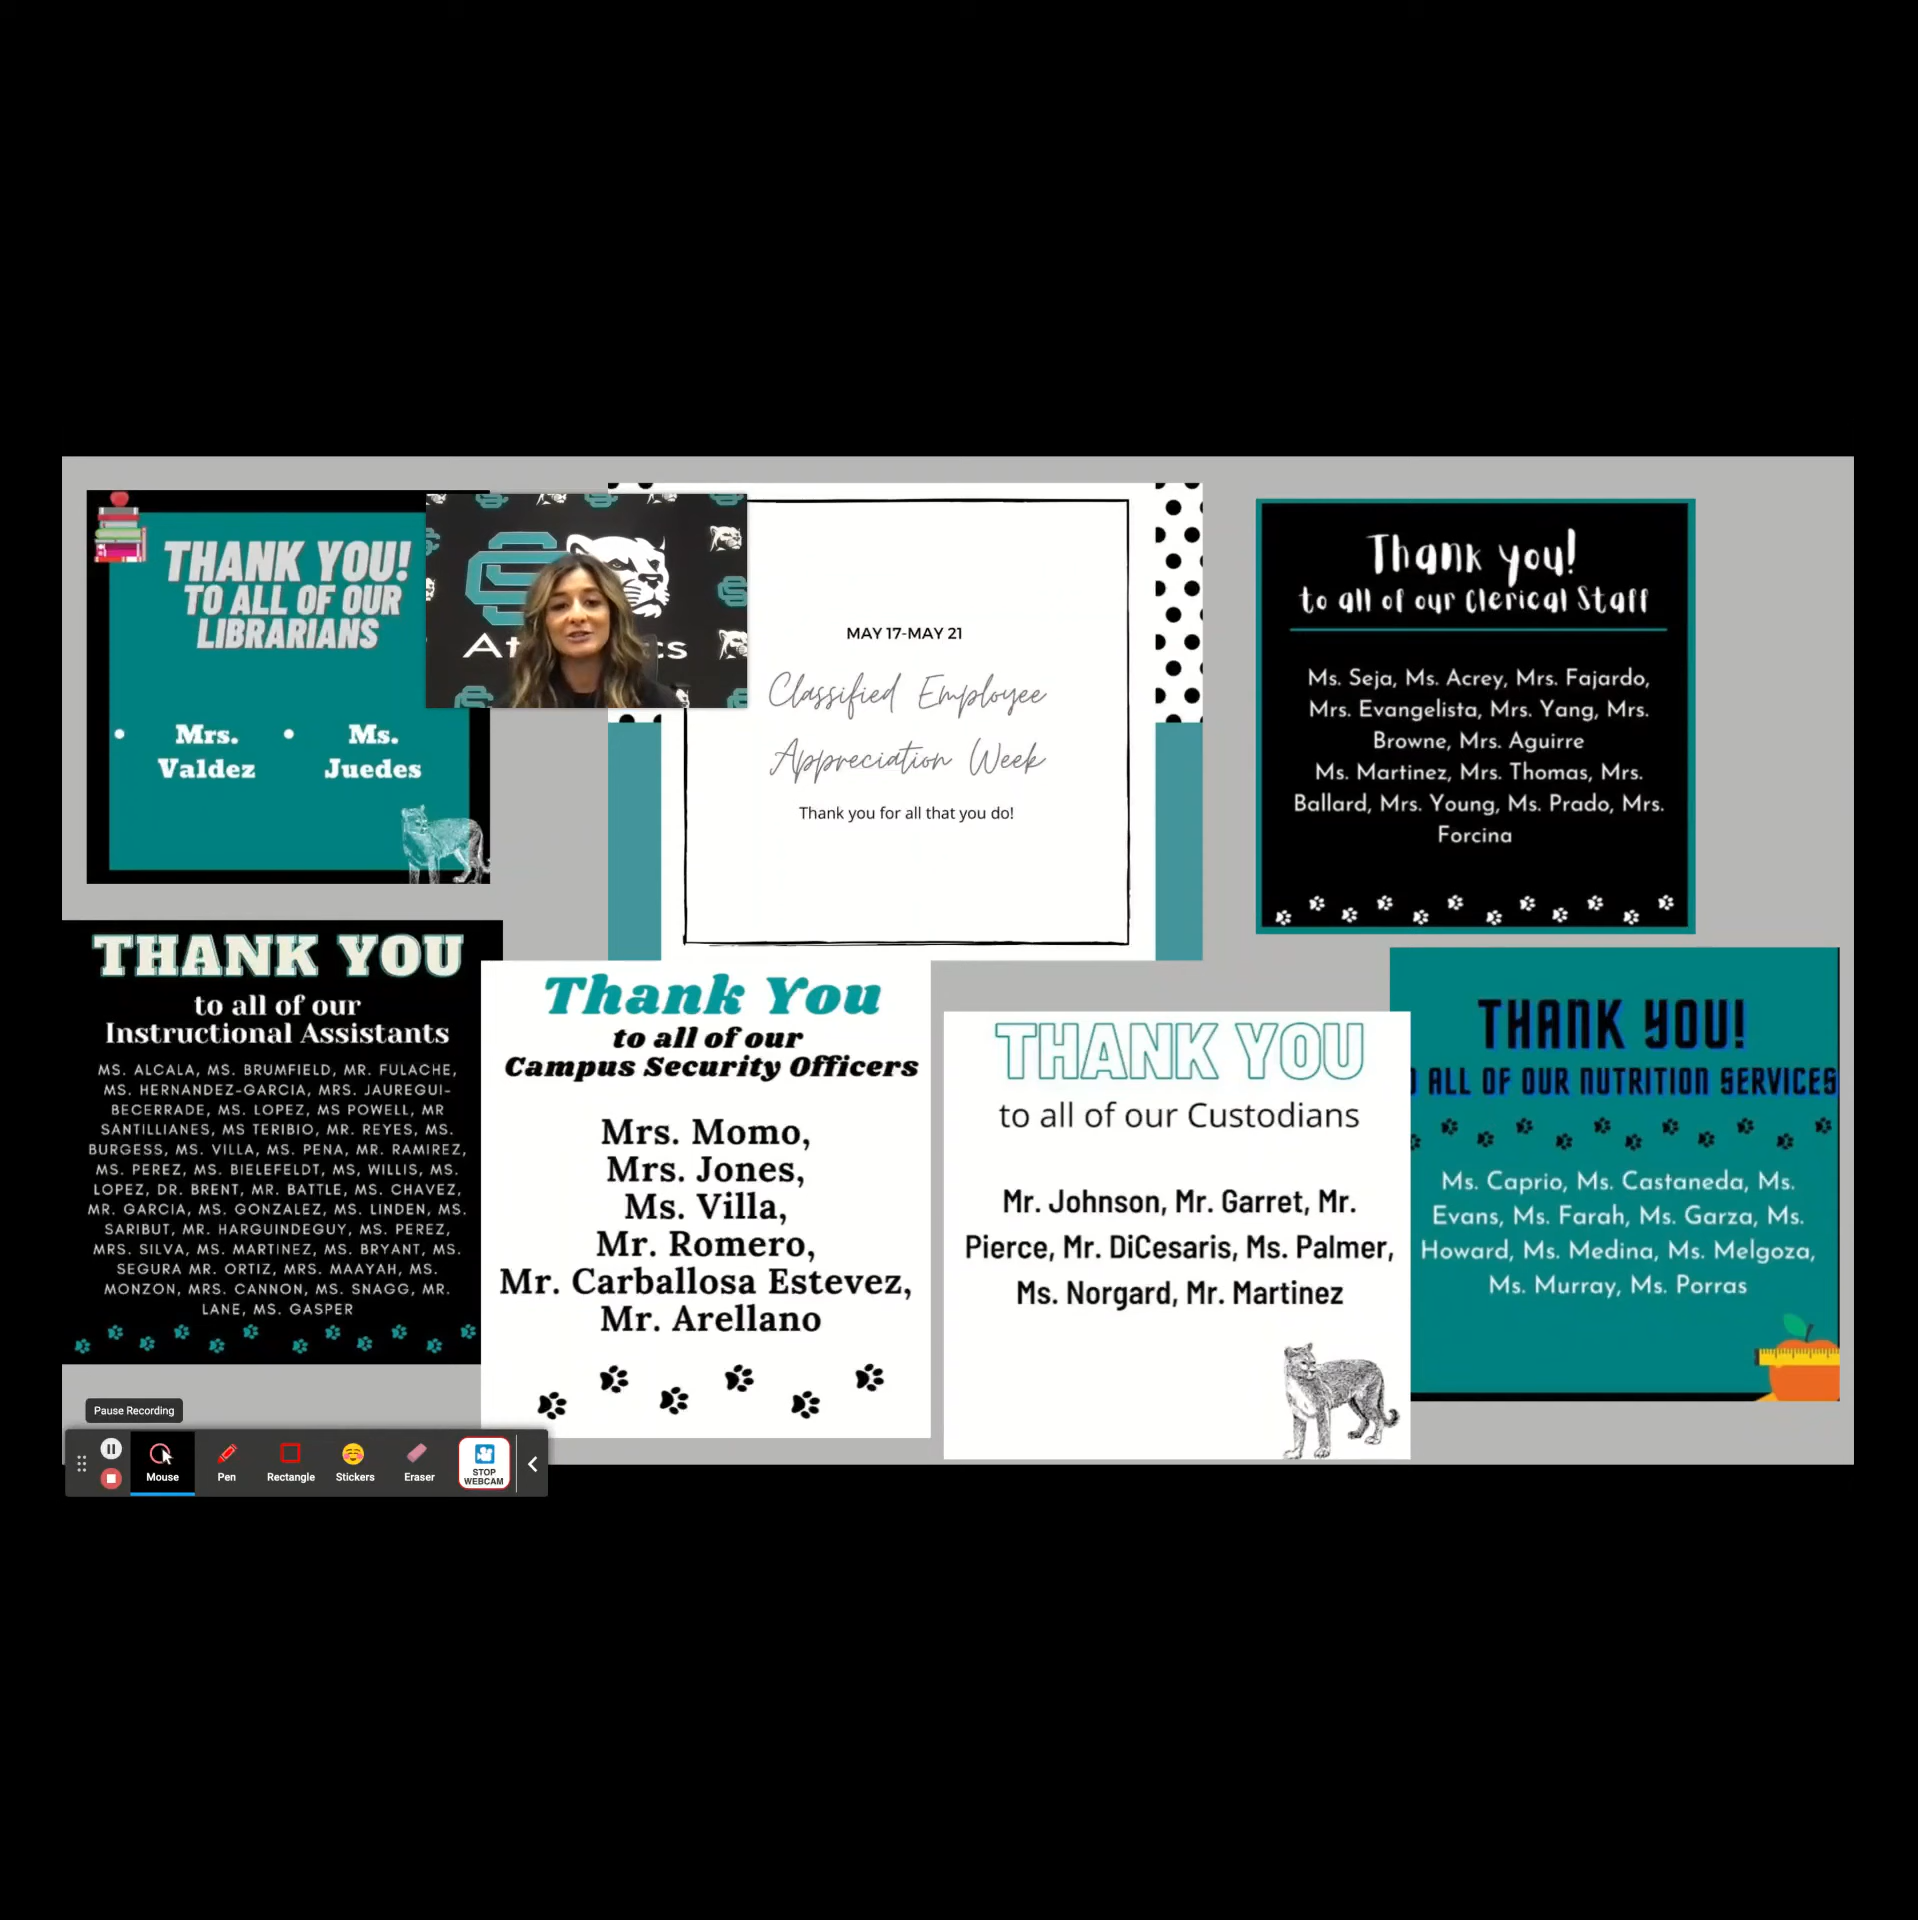 THANK YOU!
TO ALL OF OUR
LIBRARIANS
• Mrs. Valdez
• Ms. Juedes
MAY 17-MAY 21
Classified Employee
Appreciation Week
Thank you for all that you do!
Thank you!
to all of our Clerical Staff
Ms. Seja, Ms. Acrey, Mrs. Fajardo,
Mrs. Evangelista, Mrs. Yang, Mrs.
Browne, Mrs. Aguirre
Ms. Martinez, Mrs. Thomas, Mrs.
Ballard, Mrs. Young, Ms. Prado, Mrs.
Forcina
THANK YOU
to all of our
Instructional Assistants
MS. ALCALA, MS. BRUMFIELD, MR. FULACHE,
MS. HERNANDEZ-GARCIA, MRS. JAUREGUI-
BECERRADE, MS. LOPEZ, MS POWELL, MR
SANTILLIANES, MS TERIBIO, MR. REYES, MS.
BURGESS, MS. VILLA, MS. PENA, MR. RAMIREZ,
MS. PEREZ, MS. BIELEFELDT, MS, WILLIS, MS.
LOPEZ, DR. BRENT, MR. BATTLE, MS. CHAVEZ,
MR. GARCIA, MS. GONZALEZ, MS. LINDEN, MS.
SARIBUT, MR. HARGUINDEGUY, MS. PEREZ,
MRS. SILVA, MS. MARTINEZ, MS. BRYANT, MS.
SEGURA MR. ORTIZ, MRS. MAAYAH, MS.
MONZON, MRS. CANNON, MS. SNAGG, MR.
LANE, MS. GASPER
Thank You
to all of our
Campus Security Officers
Mrs. Momo,
Mrs. Jones,
Ms. Villa,
Mr. Romero,
Mr. Carballosa Estevez,
Mr. Arellano
THANK YOU
to all of our Custodians
Mr. Johnson, Mr. Garret, Mr.
Pierce, Mr. DiCesaris, Ms. Palmer,
Ms. Norgard, Mr. Martinez
THANK YOU!
ALL OF OUR NUTRITION SERVICES
Ms. Caprio, Ms. Castaneda, Ms.
Evans, Ms. Farah, Ms. Garza, Ms.
Howard, Ms. Medina, Ms. Melgoza,
Ms. Murray, Ms. Porras
Pause Recording
Mouse
Pen
Rectangle
Stickers
Eraser
STOP
WEBCAM